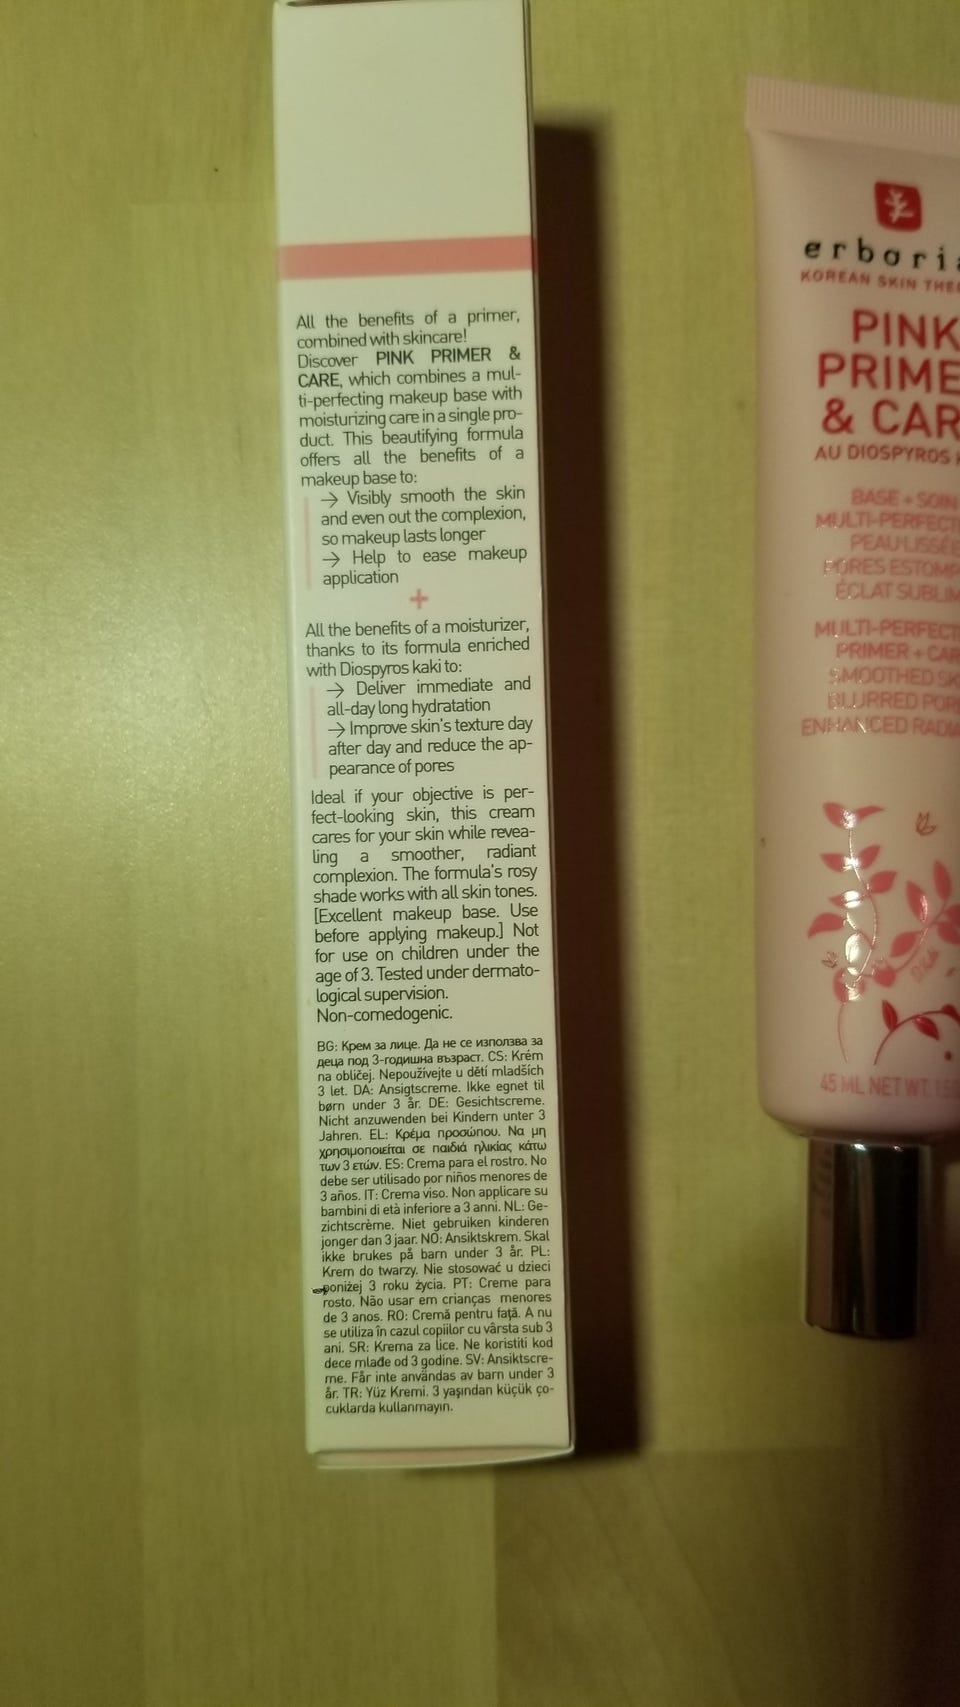 All the benefits of a primer,
combined with skincare!
Discover PINK PRIMER &
CARE, which combines a mul-
ti-perfecting makeup base with
moisturizing care in a single pro-
duct. This beautifying formula
offers all the benefits of a
makeup base to:
→ Visibly smooth the skin
and even out the complexion,
so makeup lasts longer
→ Help to ease makeup
application
+
All the benefits of a moisturizer,
thanks to its formula enriched
with Diospyros kaki to:
→ Deliver immediate and
all-day long hydratation
→ Improve skin's texture day
after day and reduce the ap-
pearance of pores
Ideal if your objective is per-
fect-looking skin, this cream
cares for your skin while revea-
ling a smoother, radiant
complexion. The formula's rosy
shade works with all skin tones.
[Excellent makeup base. Use
before applying makeup.] Not
for use on children under the
age of 3. Tested under dermato-
logical supervision.
Non-comedogenic.
BG: Крем за лице. Да не се използва за
деца под 3-годишна възраст. CS: Krém
na obličej. Nepoužívejte u dětí mladších
3 let. DA: Ansigtscreme. Ikke egnet til
børn under 3 år. DE: Gesichtscreme.
Nicht anzuwenden bei Kindern unter 3
Jahren. EL: Κρέμα προσώπου. Να μη
χρησιμοποιείται σε παιδιά ηλικίας κάτω
των 3 ετών. ES: Crema para el rostro. No
debe ser utilisado por niños menores de
3 años. IT: Crema viso. Non applicare su
bambini di età inferiore a 3 anni. NL: Ge-
zichtscrème. Niet gebruiken kinderen
jonger dan 3 jaar. NO: Ansiktskrem. Skal
ikke brukes på barn under 3 år. PL:
Krem do twarzy. Nie stosować u dzieci
poniżej 3 roku życia. PT: Creme para
rosto. Não usar em crianças menores
de 3 anos. RO: Cremă pentru față. A nu
se utiliza în cazul copiilor cu vârsta sub 3
ani. SR: Krema za lice. Ne koristiti kod
dece mlađe od 3 godine. SV: Ansiktscre-
me. Får inte användas av barn under 3
år. TR: Yüz Kremi. 3 yaşından küçük ço-
cuklarda kullanmayın.
erboria
KOREAN SKIN THE
PINK
PRIME
& CAR
AU DIOSPYROS K
BASE + SOIN
MULTI-PERFECT
PEAU LISSÉE
PORES ESTOMP
ÉCLAT SUBLIM
MULTI-PERFECT
PRIMER + CAR
SMOOTHED SK
BLURRED POR
ENHANCED RADIA
45 ML NET WT. 1.5